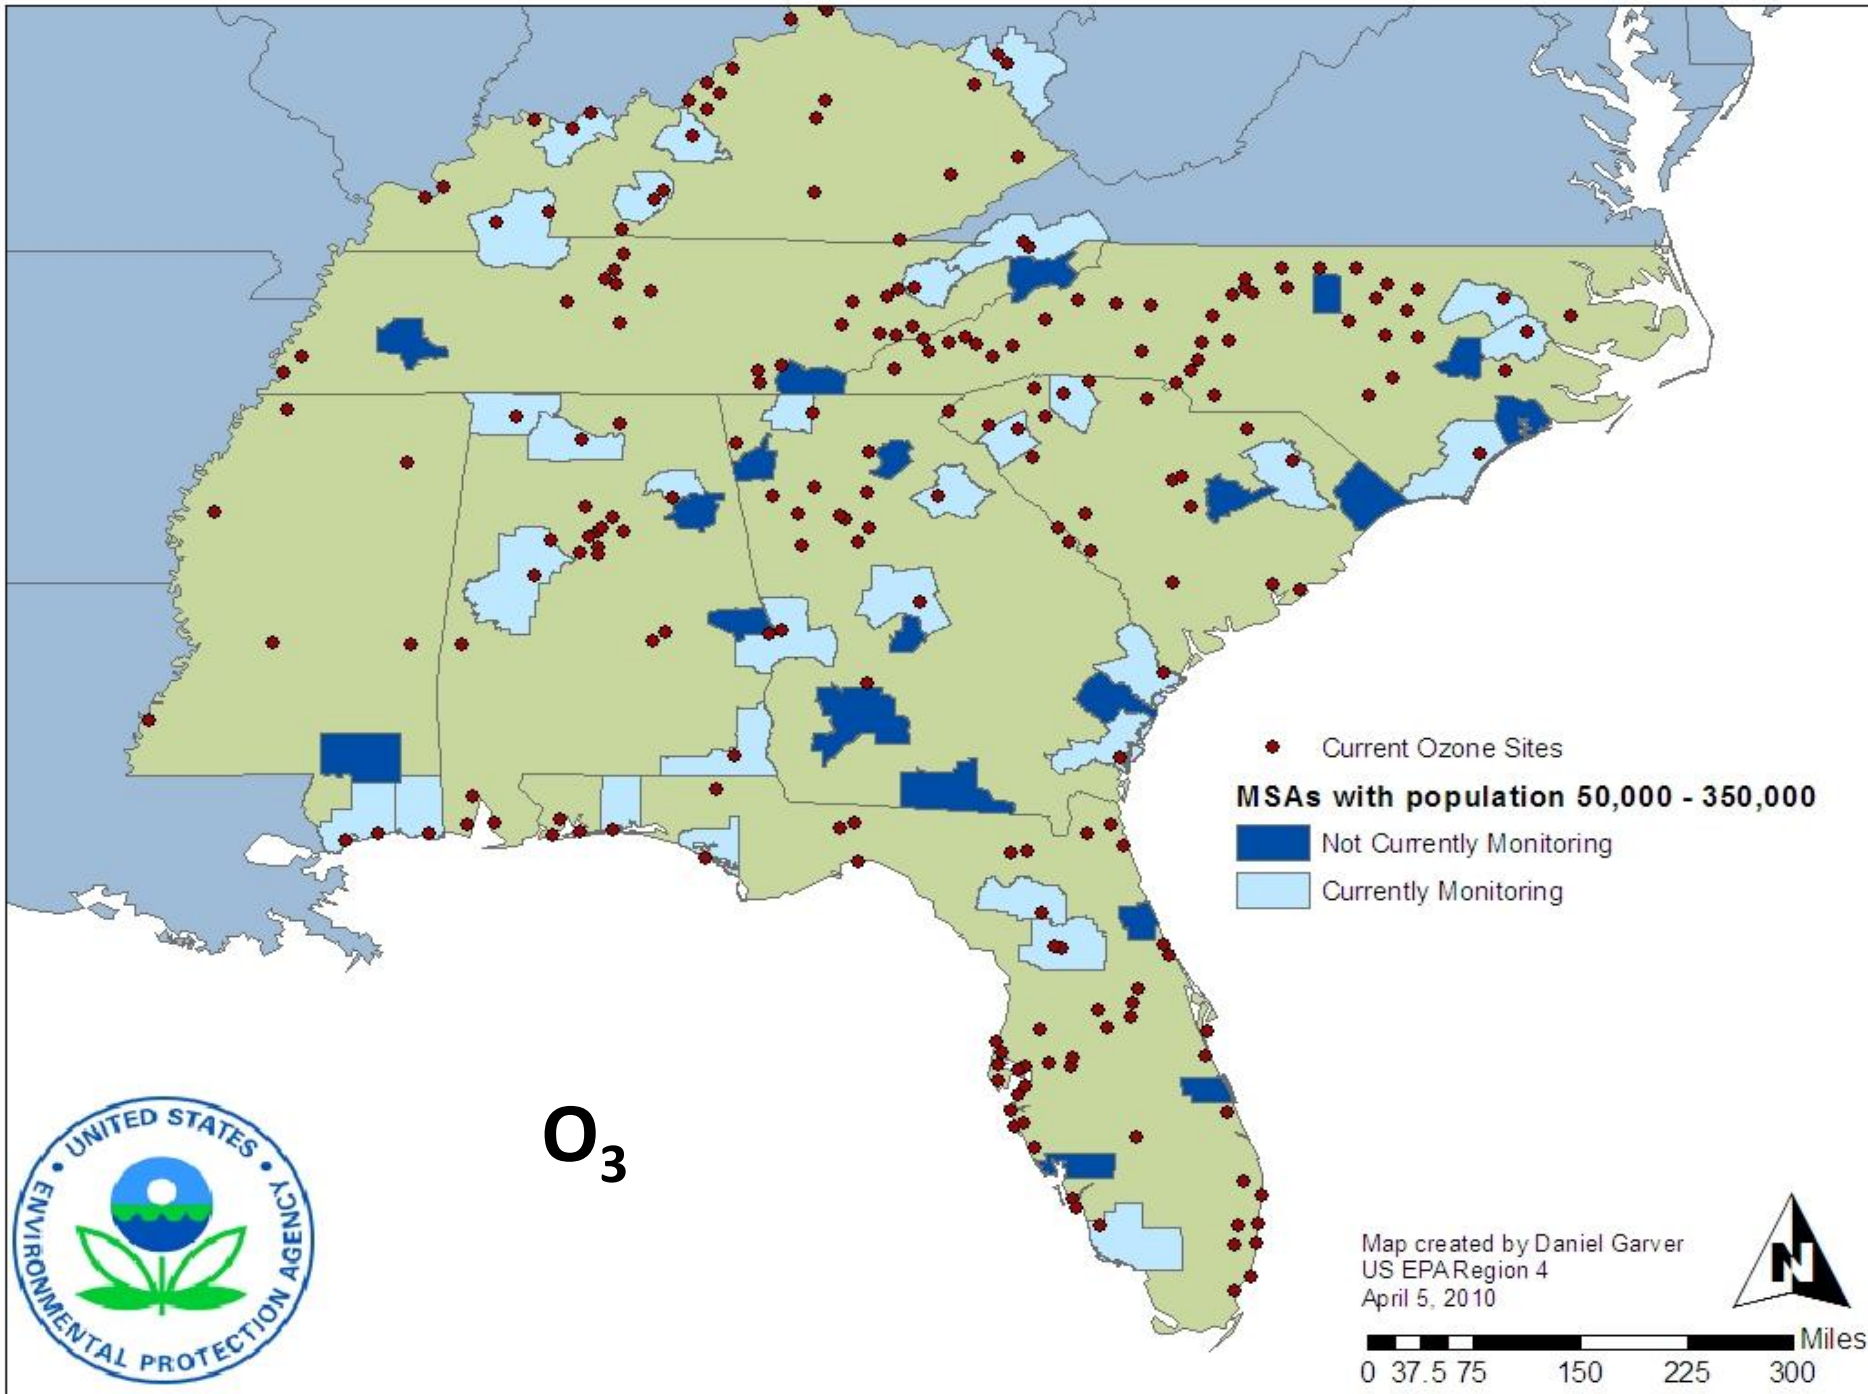 Current Ozone Sites
MSAs with population 50,000 - 350,000
Not Currently Monitoring
Currently Monitoring
O₃
UNITED STATES
ENVIRONMENTAL PROTECTION AGENCY
Map created by Daniel Garver
US EPA Region 4
April 5, 2010
N
Miles
0 37.5 75 150 225 300